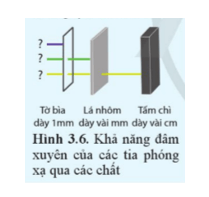 ?
?
?
Tờ bìa Lá nhôm Tấm chì
dày 1mm dày vài mm dày vài cm
Hình 3.6. Khả năng đâm
xuyên của các tia phóng
xạ qua các chất